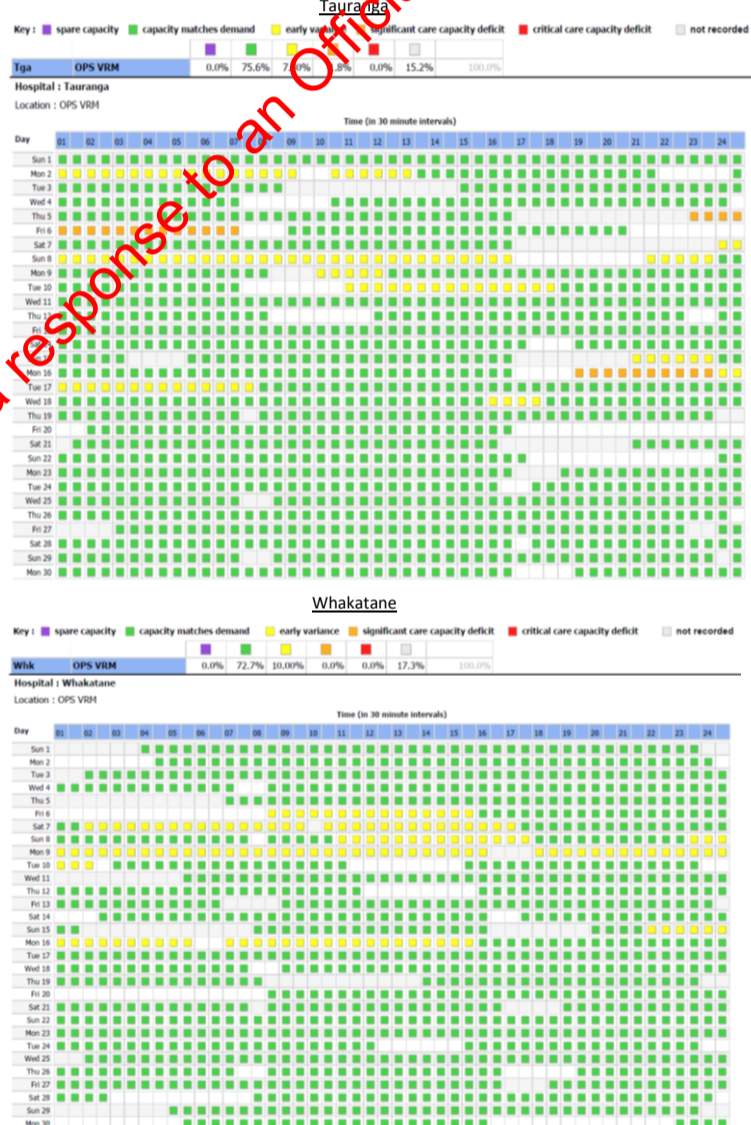 Tauranga
Key : spare capacity capacity matches demand early significant care capacity deficit critical care capacity deficit not recorded
Tga OPS VRM 0.0% 75.6% 0.0% 15.2% 100.0%
Hospital : Tauranga
Location : OPS VRM
response to an
Time (in 30 minute intervals)
Day 01 02 03 04 05 06 07 09 10 11 12 13 14 15 16 17 18 19 20 21 22 23 24
Sun 1
Mon 2
Tue 3
Wed 4
Thu 5
Fri 6
Sat 7
Sun 8
Mon 9
Tue 10
Wed 11
Thu
Fri
Mon 16
Tue 17
Wed 18
Thu 19
Fri 20
Sat 21
Sun 22
Mon 23
Tue 24
Wed 25
Thu 26
Fri 27
Sat 28
Sun 29
Mon 30
Whakatane
Key : spare capacity capacity matches demand early variance significant care capacity deficit critical care capacity deficit not recorded
Whk OPS VRM 0.0% 72.7% 10.00% 0.0% 0.0% 17.3% 100.0%
Hospital : Whakatane
Location : OPS VRM
Time (in 30 minute intervals)
Day 01 02 03 04 05 06 07 08 09 10 11 12 13 14 15 16 17 18 19 20 21 22 23 24
Sun 1
Mon 2
Tue 3
Wed 4
Thu 5
Fri 6
Sat 7
Sun 8
Mon 9
Tue 10
Wed 11
Thu 12
Fri 13
Sat 14
Sun 15
Mon 16
Tue 17
Wed 18
Thu 19
Fri 20
Sat 21
Sun 22
Mon 23
Tue 24
Wed 25
Thu 26
Fri 27
Sat 28
Sun 29
Mon 30